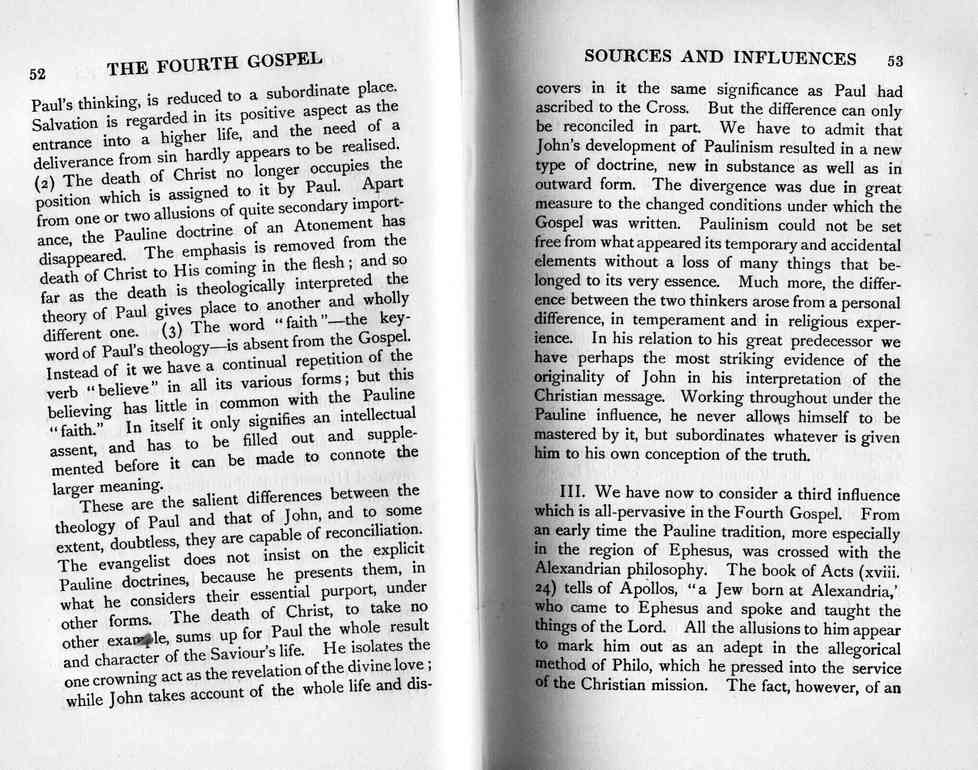 52 THE FOURTH GOSPEL
Paul's thinking, is reduced to a subordinate place.
Salvation is regarded in its positive aspect as the
entrance into a higher life, and the need of a
deliverance from sin hardly appears to be realised.
(2) The death of Christ no longer occupies the
position which is assigned to it by Paul. Apart
from one or two allusions of quite secondary import-
ance, the Pauline doctrine of an Atonement has
disappeared. The emphasis is removed from the
death of Christ to His coming in the flesh; and so
far as the death is theologically interpreted the
theory of Paul gives place to another and wholly
different one. (3) The word "faith"—the key-
word of Paul's theology—is absent from the Gospel.
Instead of it we have a continual repetition of the
verb "believe" in all its various forms; but this
believing has little in common with the Pauline
"faith." In itself it only signifies an intellectual
assent, and has to be filled out and supple-
mented before it can be made to connote the
larger meaning.
These are the salient differences between the
theology of Paul and that of John, and to some
extent, doubtless, they are capable of reconciliation.
The evangelist does not insist on the explicit
Pauline doctrines, because he presents them, in
what he considers their essential purport, under
other forms. The death of Christ, to take no
other example, sums up for Paul the whole result
and character of the Saviour's life. He isolates the
one crowning act as the revelation of the divine love;
while John takes account of the whole life and dis-
SOURCES AND INFLUENCES 53
covers in it the same significance as Paul had
ascribed to the Cross. But the difference can only
be reconciled in part. We have to admit that
John's development of Paulinism resulted in a new
type of doctrine, new in substance as well as in
outward form. The divergence was due in great
measure to the changed conditions under which the
Gospel was written. Paulinism could not be set
free from what appeared its temporary and accidental
elements without a loss of many things that be-
longed to its very essence. Much more, the differ-
ence between the two thinkers arose from a personal
difference, in temperament and in religious exper-
ience. In his relation to his great predecessor we
have perhaps the most striking evidence of the
originality of John in his interpretation of the
Christian message. Working throughout under the
Pauline influence, he never allows himself to be
mastered by it, but subordinates whatever is given
him to his own conception of the truth.
III. We have now to consider a third influence
which is all-pervasive in the Fourth Gospel. From
an early time the Pauline tradition, more especially
in the region of Ephesus, was crossed with the
Alexandrian philosophy. The book of Acts (xviii.
24) tells of Apollos, "a Jew born at Alexandria,'
who came to Ephesus and spoke and taught the
things of the Lord. All the allusions to him appear
to mark him out as an adept in the allegorical
method of Philo, which he pressed into the service
of the Christian mission. The fact, however, of an